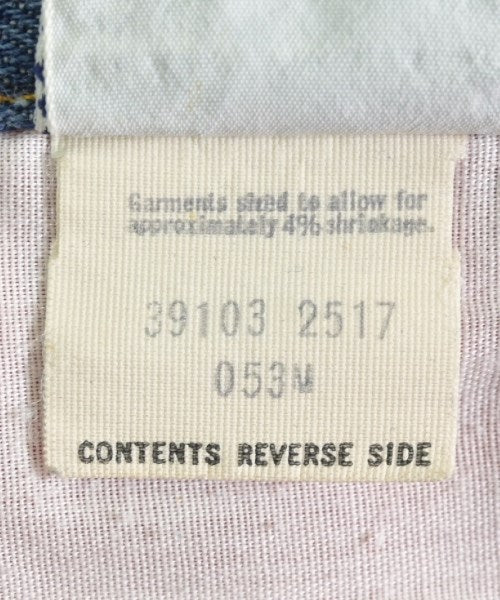 Garments sized to allow for
approximately 4% shrinkage.
39103 2517
053M
CONTENTS REVERSE SIDE